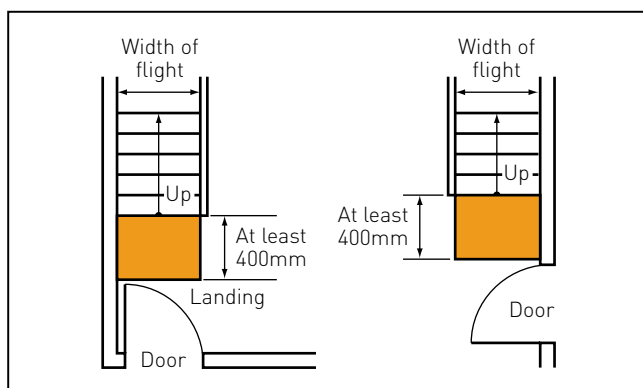 Width of
flight
Up
At least
400mm
Landing
Door
Width of
flight
Up
At least
400mm
Door